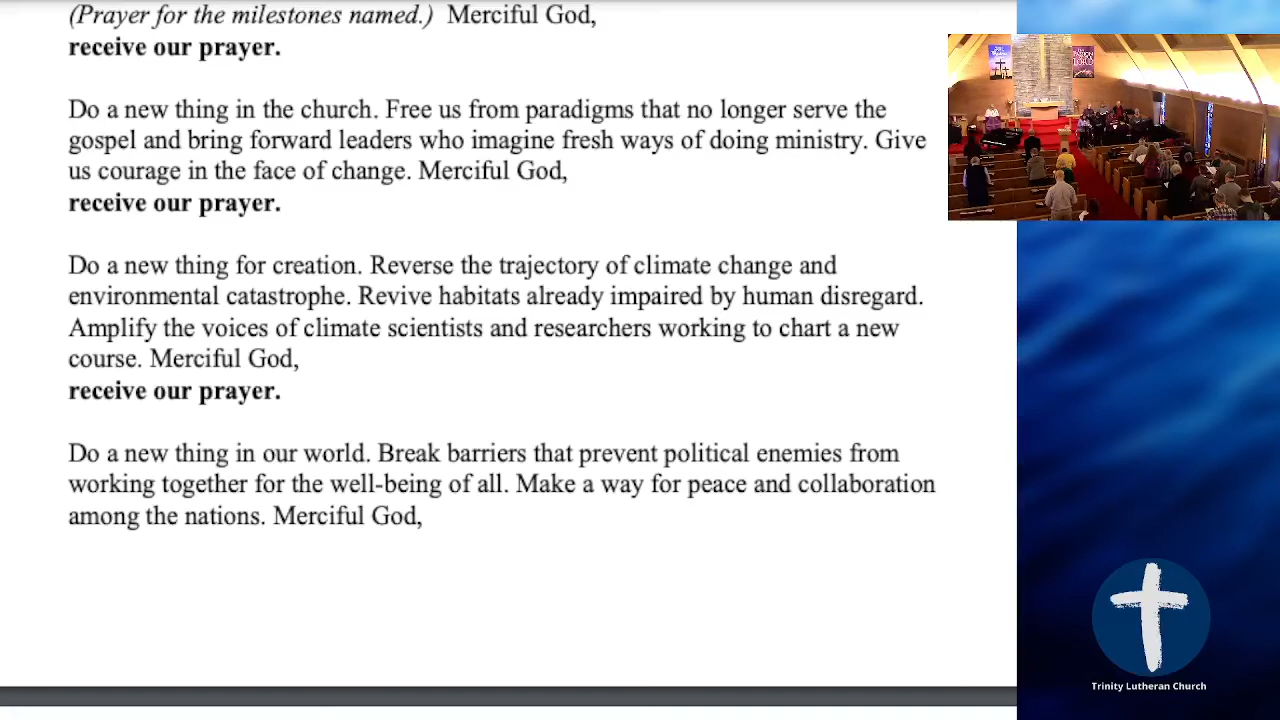 (Prayer for the milestones named.) Merciful God,
receive our prayer.
Do a new thing in the church. Free us from paradigms that no longer serve the
gospel and bring forward leaders who imagine fresh ways of doing ministry. Give
us courage in the face of change. Merciful God,
receive our prayer.
Do a new thing for creation. Reverse the trajectory of climate change and
environmental catastrophe. Revive habitats already impaired by human disregard.
Amplify the voices of climate scientists and researchers working to chart a new
course. Merciful God,
receive our prayer.
Do a new thing in our world. Break barriers that prevent political enemies from
working together for the well-being of all. Make a way for peace and collaboration
among the nations. Merciful God,
PASSION
LORD
Trinity Lutheran Church